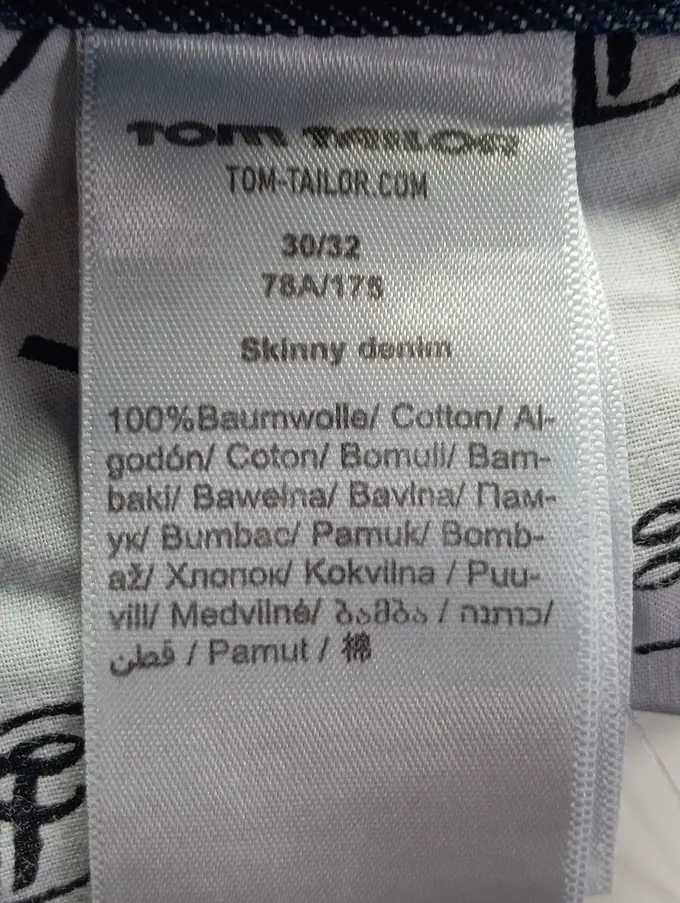 TOM TAILOR
TOM-TAILOR.COM
30/32
78A/175
Skinny denim
100%Baumwolle/ Cotton/ Al-
godón/ Coton/ Bomull/ Bam-
baki/ Bawełna/ Bavlna/ Пам-
ук/ Bumbac/ Pamuk/ Bomb-
až/ Хлопок/ Kokvilna / Puu-
vill/ Medvilnė/ ბამბა / כותנה/
قطن / Pamut / 棉